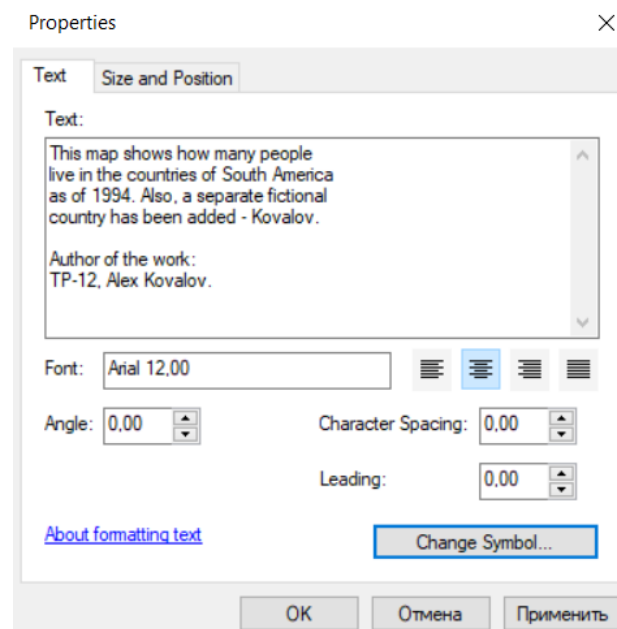 Properties
Text
Size and Position
Text:
This map shows how many people
live in the countries of South America
as of 1994. Also, a separate fictional
country has been added - Kovalov.
Author of the work:
TP-12, Alex Kovalov.
Font:
Arial 12,00
Angle:
0,00
Character Spacing:
0,00
Leading:
0,00
About formatting text
Change Symbol...
OK
Отмена
Применить